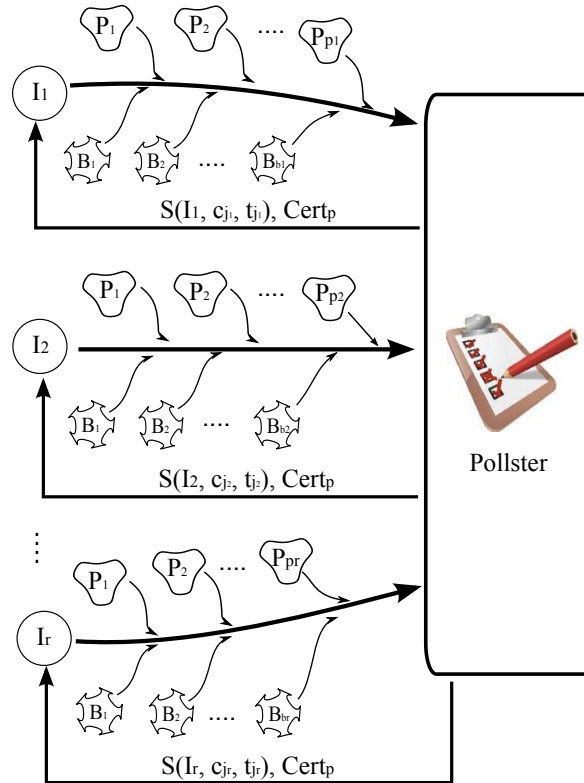 P1 P2 .... Pp1
I1
B1 B2 .... Bb1
S(I1, cj1, tj1), Certp
P1 P2 .... Pp2
I2
B1 B2 .... Bb2
Pollster
S(I2, cj2, tj2), Certp
....
P1 P2 .... Ppr
Ir
B1 B2 .... Bbr
S(Ir, cjr, tjr), Certp